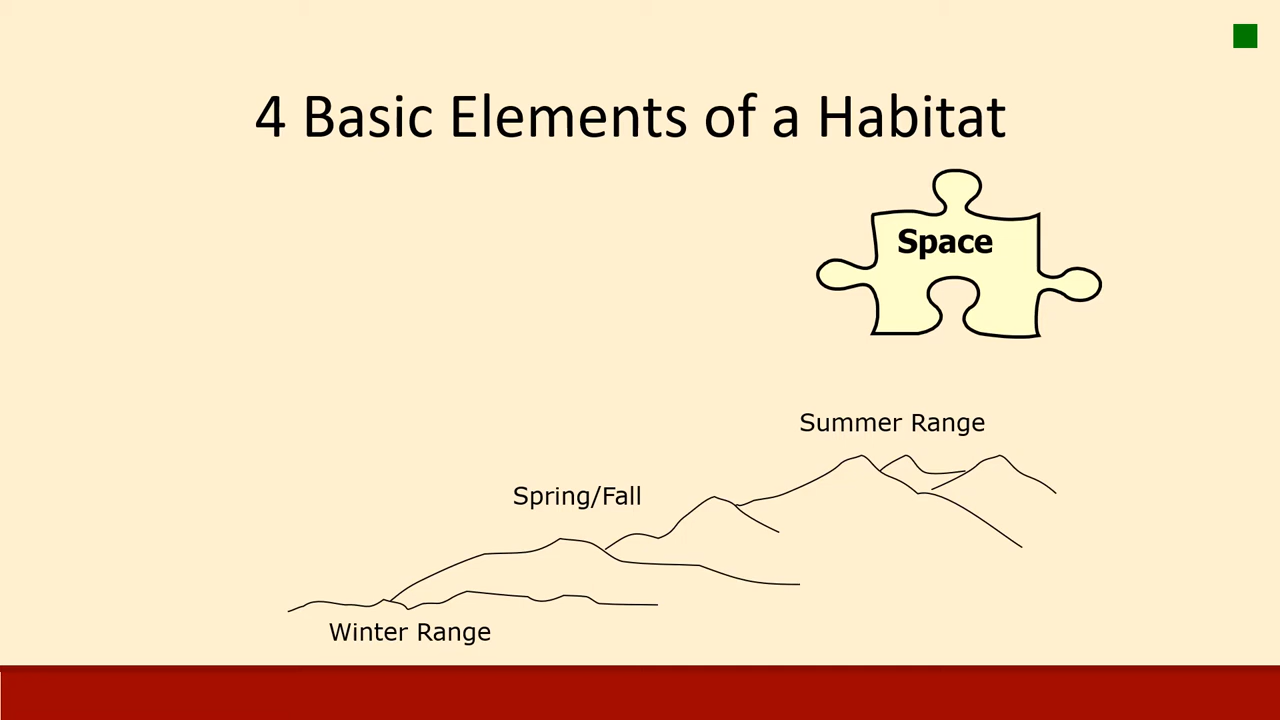 4 Basic Elements of a Habitat
Space
Summer Range
Spring/Fall
Winter Range